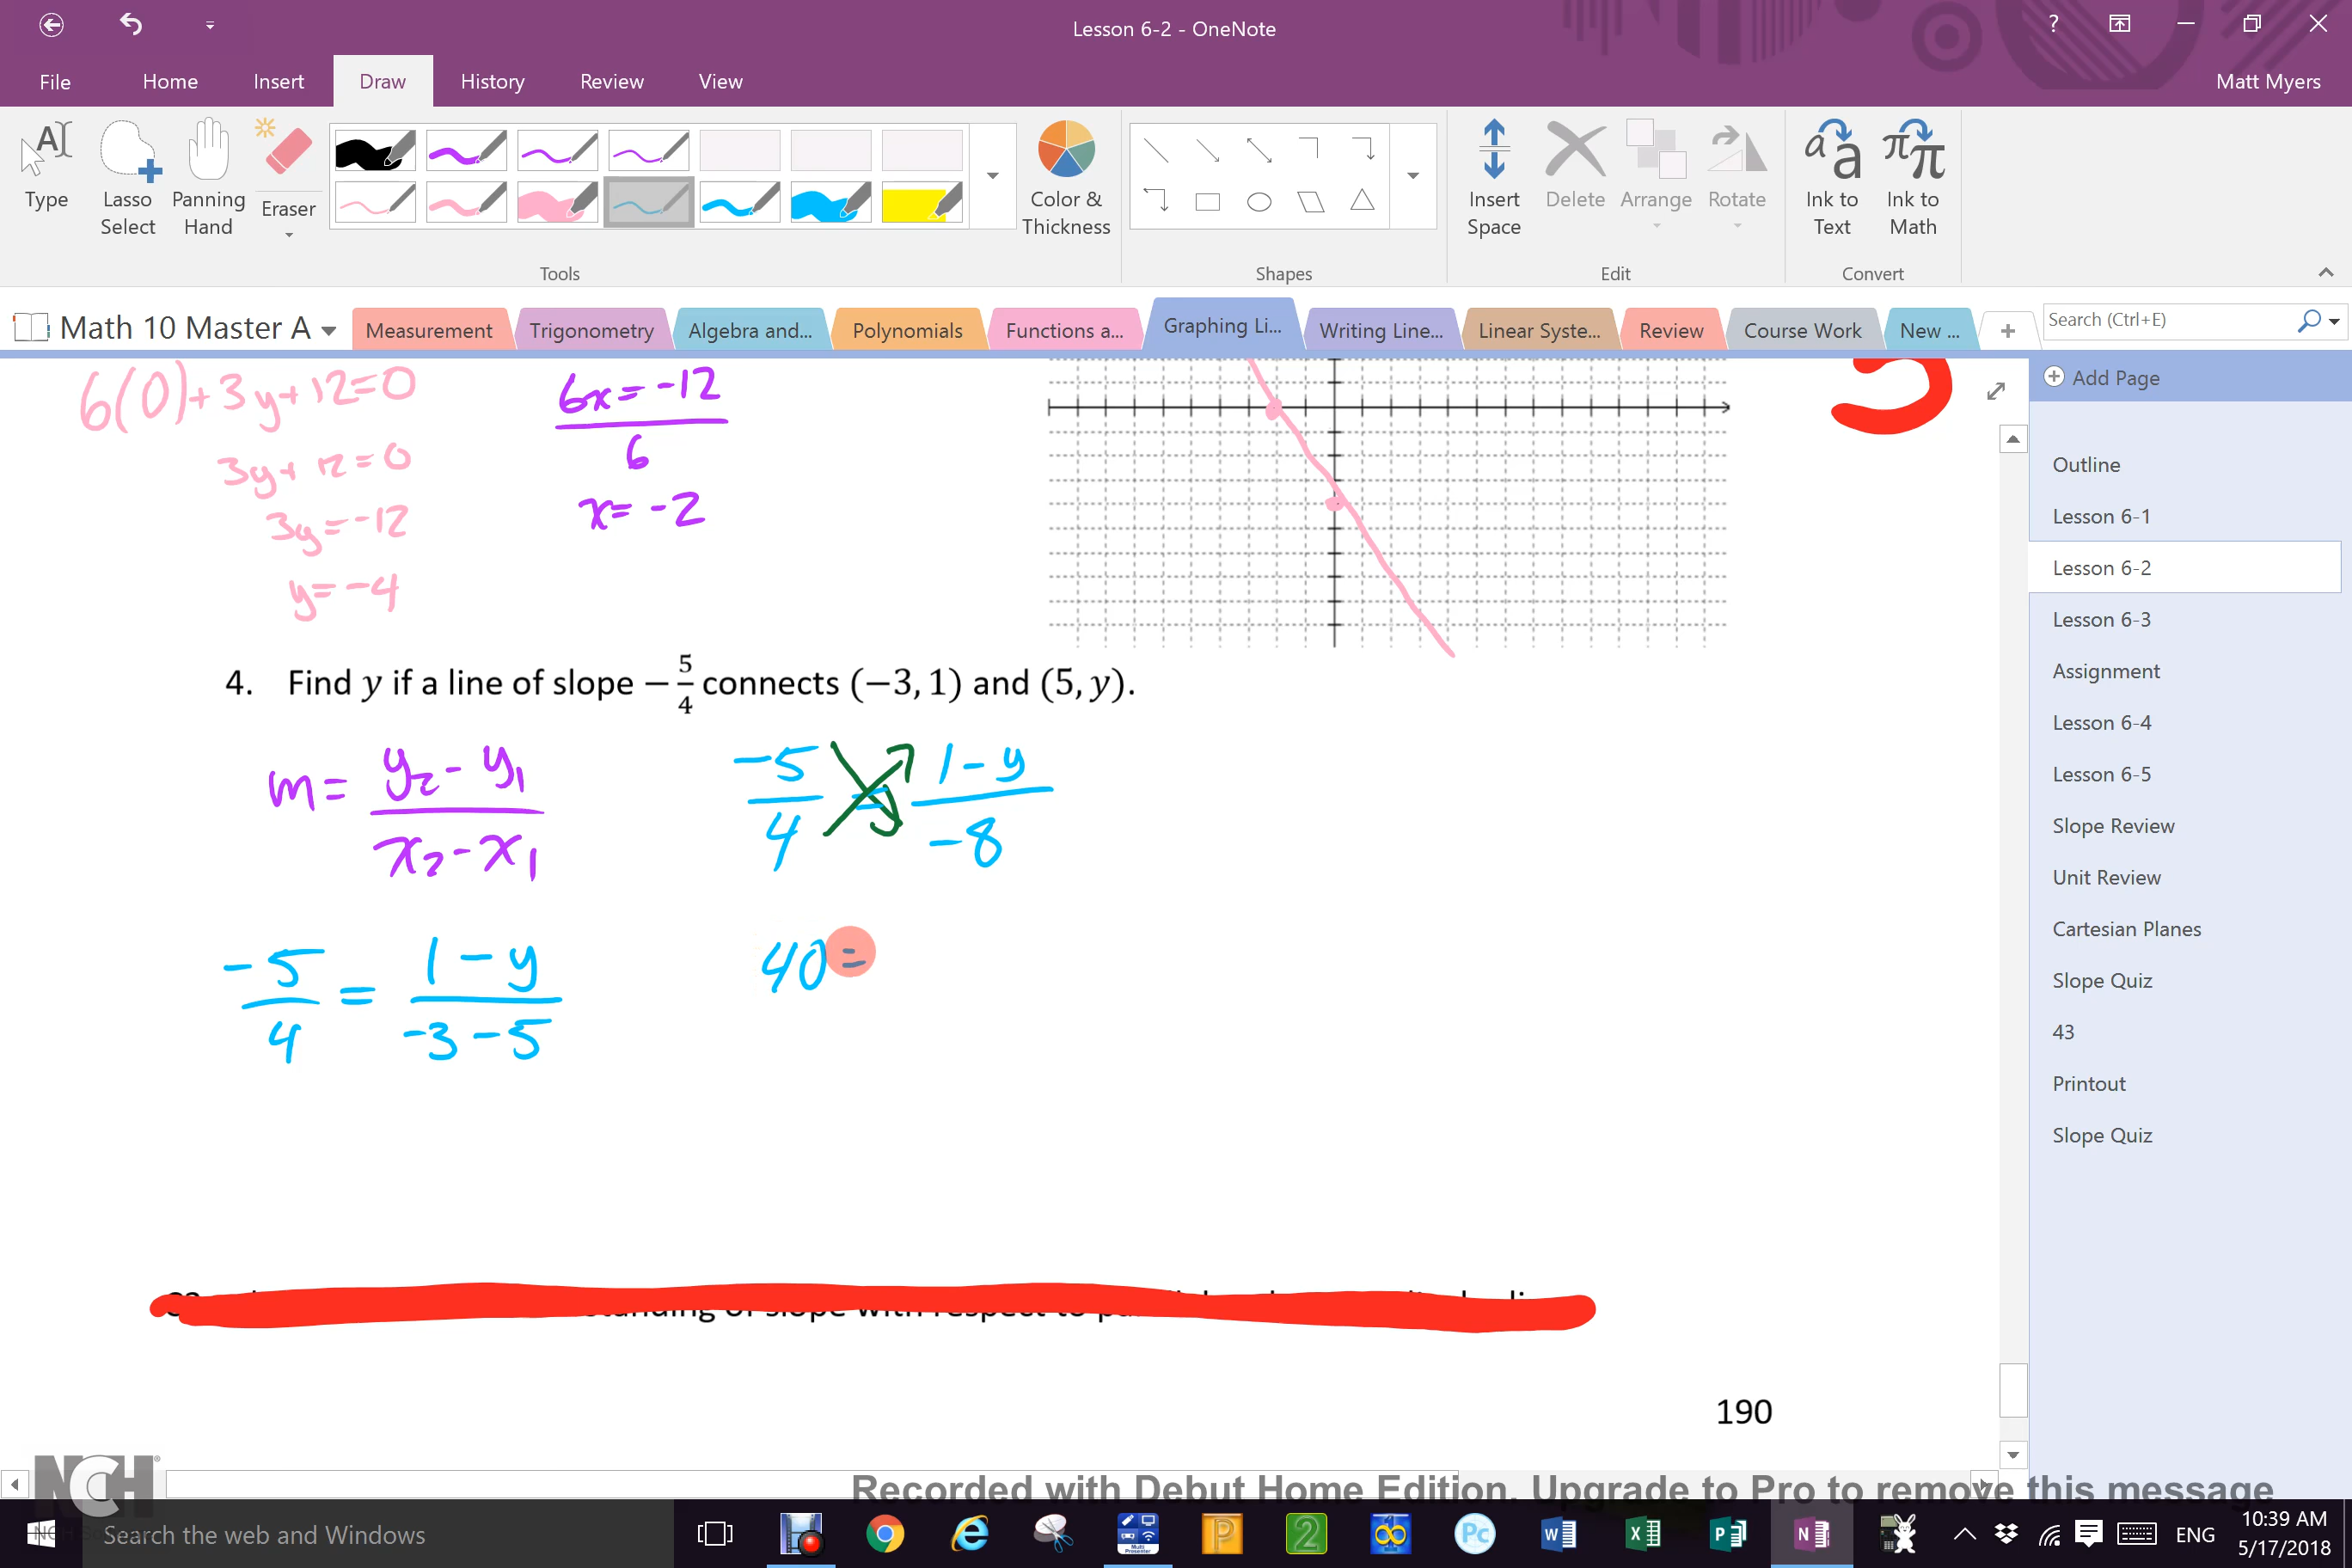 Lesson 6-2 - OneNote
?
File Home Insert Draw History Review View Matt Myers
Type
Lasso Select
Panning Hand
Eraser
Color & Thickness
Insert Space
Delete
Arrange
Rotate
Ink to Text
Ink to Math
Tools Shapes Edit Convert
Math 10 Master A
Measurement Trigonometry Algebra and... Polynomials Functions a... Graphing Li... Writing Line... Linear Syste... Review Course Work New ... +
Search (Ctrl+E)
Add Page
Outline
Lesson 6-1
Lesson 6-2
Lesson 6-3
Assignment
Lesson 6-4
Lesson 6-5
Slope Review
Unit Review
Cartesian Planes
Slope Quiz
43
Printout
Slope Quiz
6(0)+3y+12=0
3y+12=0
3y=-12
y=-4
6x=-12
6
x=-2
4. Find y if a line of slope −5/4 connects (−3, 1) and (5, y).
m = y₂-y₁
x₂-x₁
-5/4 = 1-y/-3-5
-5/4 = 1-y/-8
40=
of slope with respect to
190
NCH
Recorded with Debut Home Edition. Upgrade to Pro to remove this message
Search the web and Windows
ENG
10:39 AM
5/17/2018